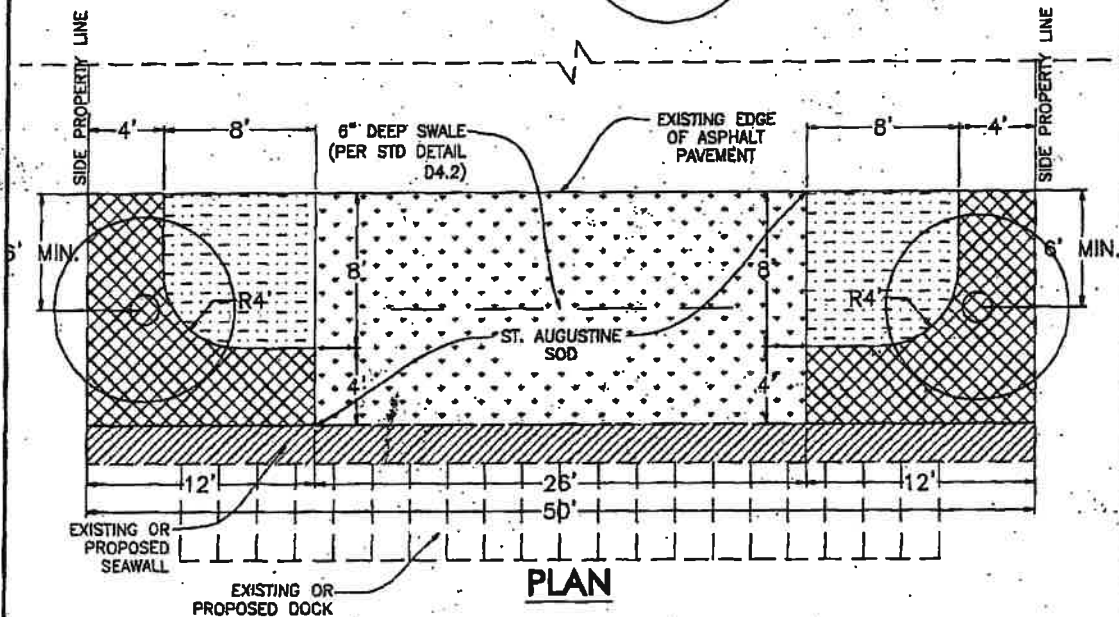 SIDE PROPERTY LINE
SIDE PROPERTY LINE
4'
8'
6" DEEP SWALE
(PER STD DETAIL
D4.2)
EXISTING EDGE
OF ASPHALT
PAVEMENT
8'
4'
6' MIN.
6' MIN.
8'
8'
R4'
R4'
ST. AUGUSTINE
SOD
4'
4'
12'
26'
12'
50'
EXISTING OR
PROPOSED
SEAWALL
EXISTING OR
PROPOSED DOCK
PLAN